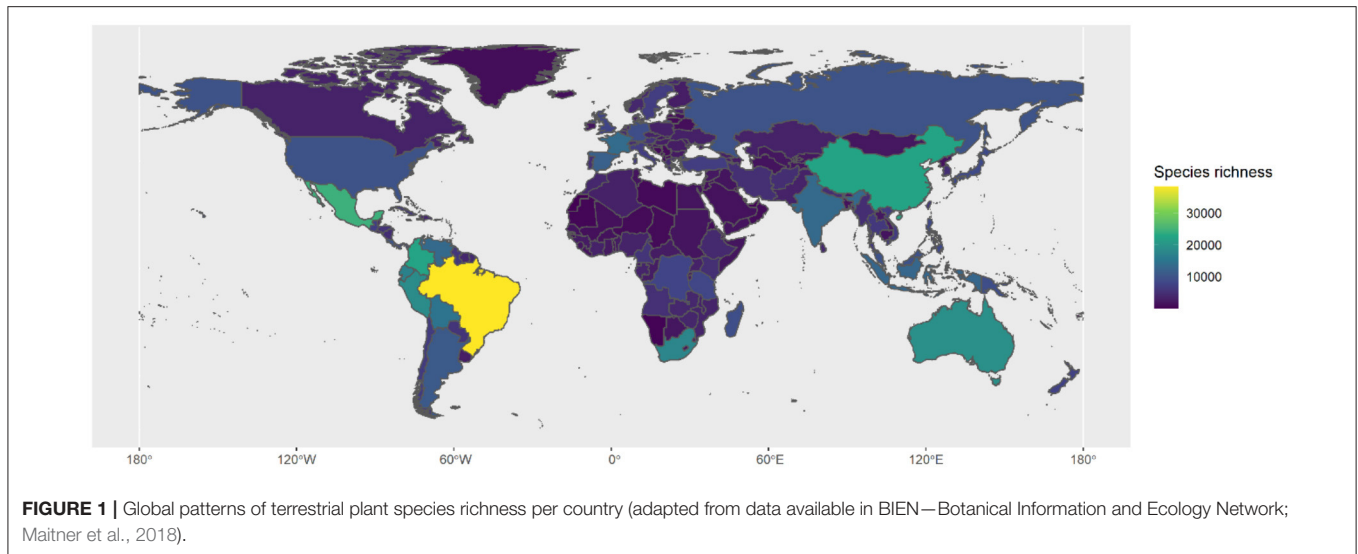 Species richness
30000
20000
10000
180° 120°W 60°W 0° 60°E 120°E 180°
FIGURE 1 | Global patterns of terrestrial plant species richness per country (adapted from data available in BIEN—Botanical Information and Ecology Network;
Maitner et al., 2018).